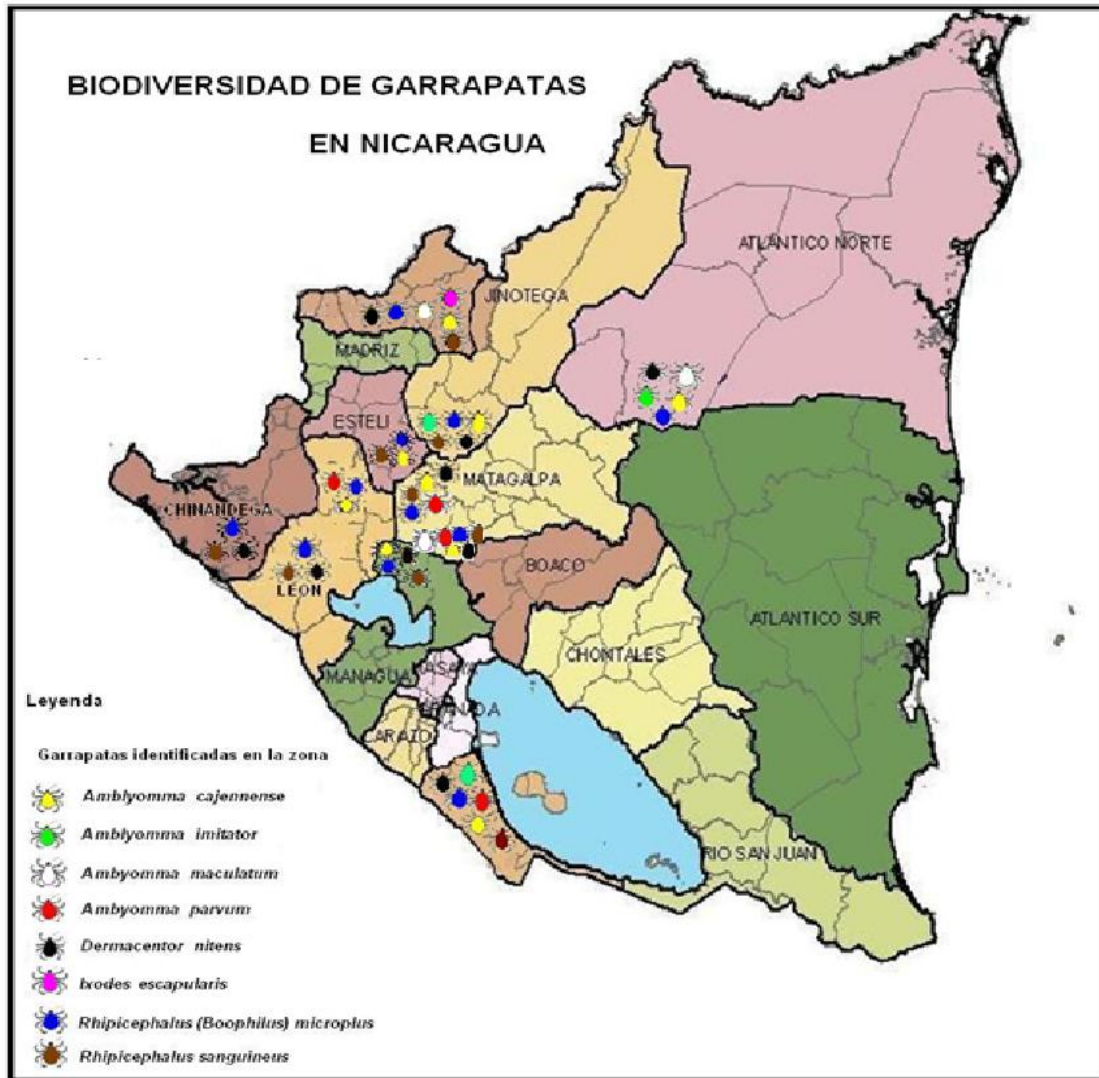 BIODIVERSIDAD DE GARRAPATAS
EN NICARAGUA
ATLANTICO NORTE
JINOTEGA
MADRIZ
ESTELI
MATAGALPA
CHINANDEGA
LEON
BOACO
ATLANTICO SUR
CHONTALES
MANAGUA
MASAYA
CARAZO
RIO SAN JUAN
Leyenda
Garrapatas identificadas en la zona
Amblyomma cajennense
Amblyomma imitator
Ambyomma maculatum
Ambyomma parvum
Dermacentor nitens
Ixodes escapularis
Rhipicephalus (Boophilus) microplus
Rhipicephalus sanguineus